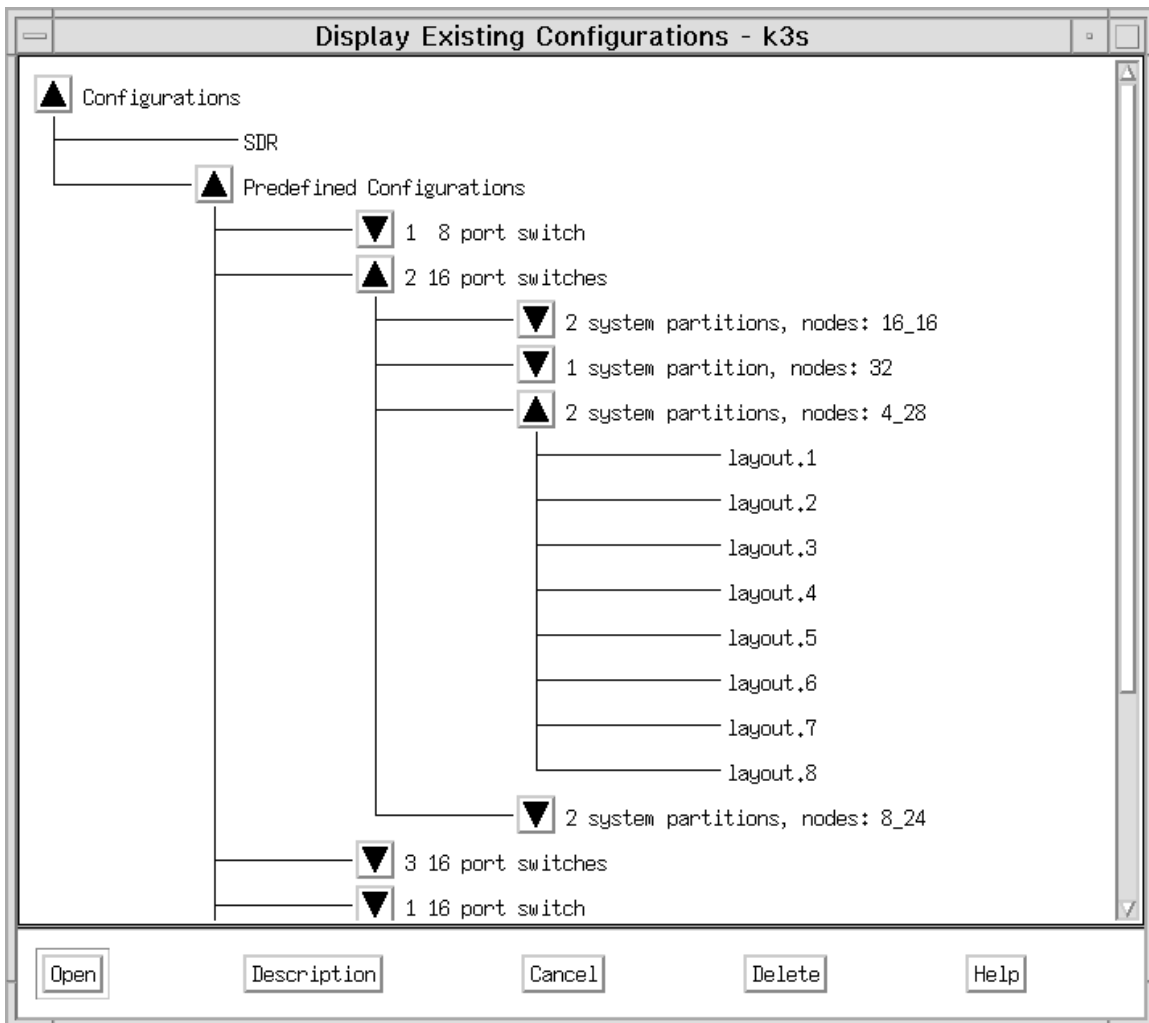 Display Existing Configurations - k3s
Configurations
SDR
Predefined Configurations
1  8 port switch
2 16 port switches
2 system partitions, nodes: 16_16
1 system partition, nodes: 32
2 system partitions, nodes: 4_28
layout.1
layout.2
layout.3
layout.4
layout.5
layout.6
layout.7
layout.8
2 system partitions, nodes: 8_24
3 16 port switches
1 16 port switch
Open Description Cancel Delete Help